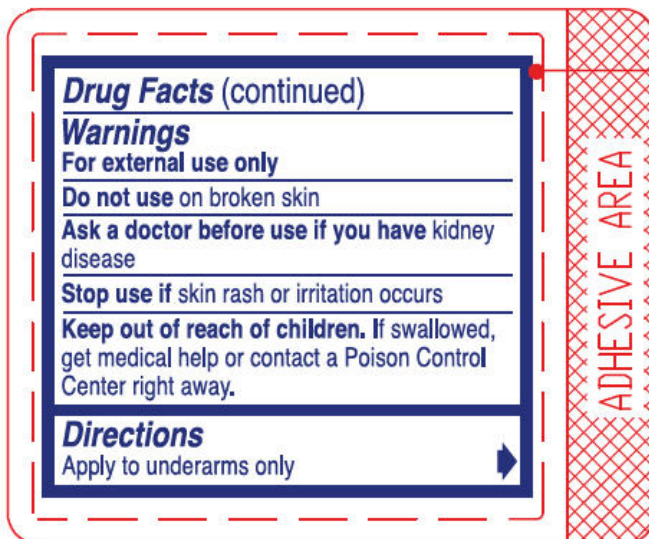 Drug Facts (continued)
Warnings
For external use only
Do not use on broken skin
Ask a doctor before use if you have kidney
disease
Stop use if skin rash or irritation occurs
Keep out of reach of children. If swallowed,
get medical help or contact a Poison Control
Center right away.
Directions
Apply to underarms only
ADHESIVE AREA